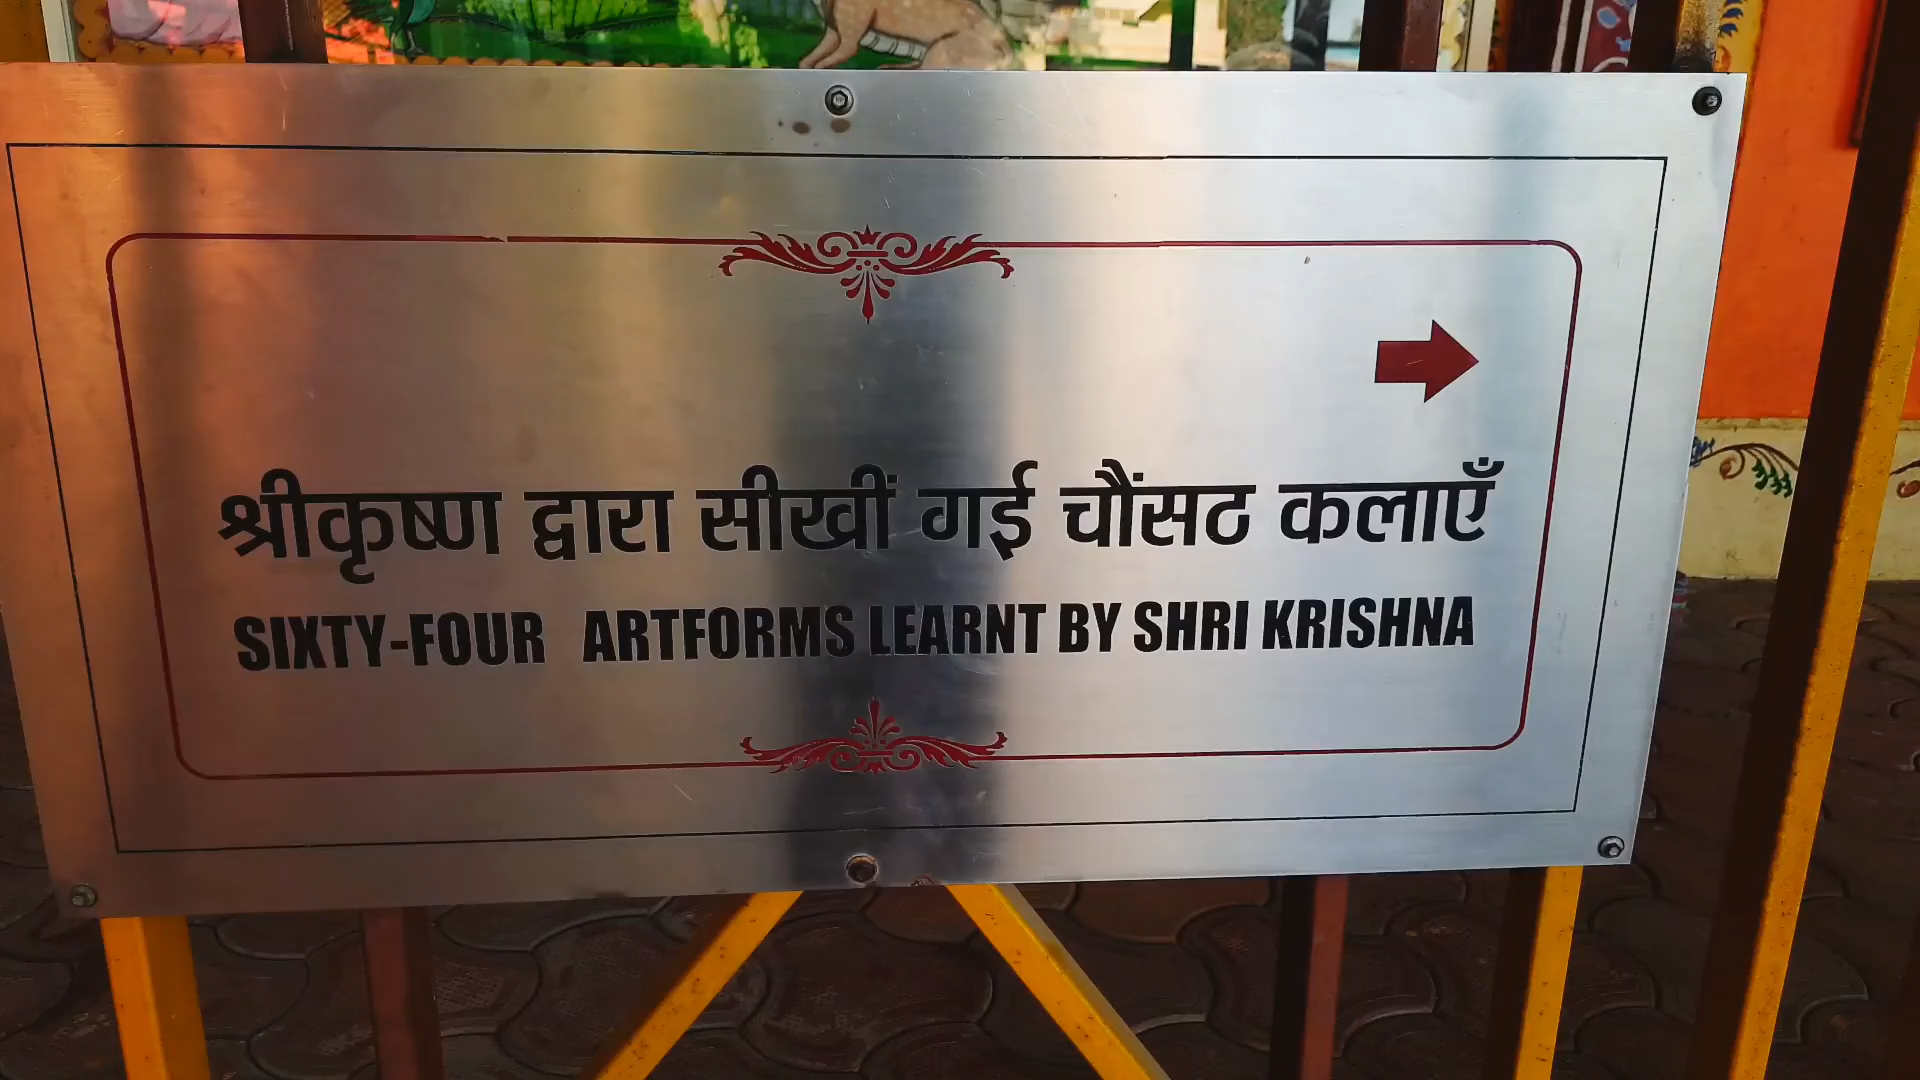 श्रीकृष्ण द्वारा सीखीं गई चौंसठ कलाएँ
SIXTY-FOUR ARTFORMS LEARNT BY SHRI KRISHNA